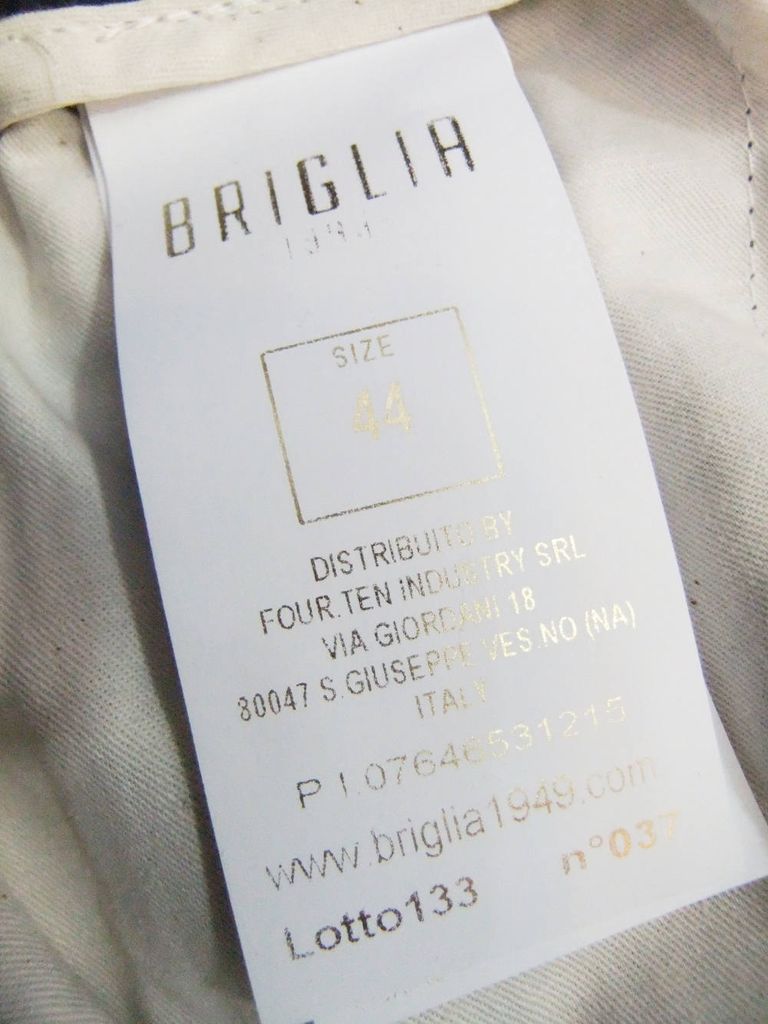 BRIGLIA
SIZE
44
DISTRIBUITO BY
FOUR.TEN INDUSTRY SRL
VIA GIORDANI 18
80047 S.GIUSEPPE VES.NO (NA)
ITALY
P I.07646531215
www.briglia1949.com
Lotto133 n°037